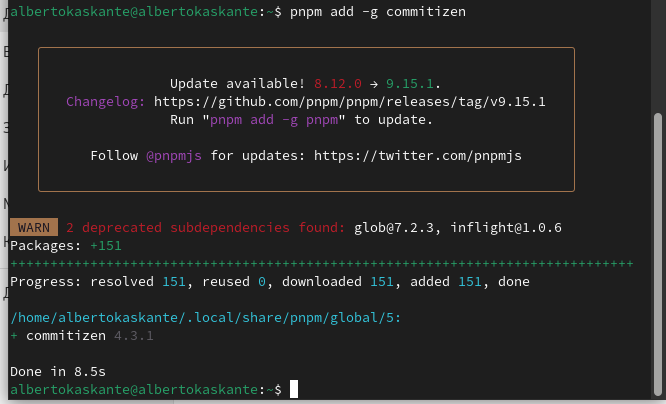 albertokaskante@albertokaskante:~$ pnpm add -g commitizen
Update available! 8.12.0 → 9.15.1.
Changelog: https://github.com/pnpm/pnpm/releases/tag/v9.15.1
Run "pnpm add -g pnpm" to update.
Follow @pnpmjs for updates: https://twitter.com/pnpmjs
WARN 2 deprecated subdependencies found: glob@7.2.3, inflight@1.0.6
Packages: +151
++++++++++++++++++++++++++++++++++++++++++++++++++++++++++++++++++++++++++++++
Progress: resolved 151, reused 0, downloaded 151, added 151, done
/home/albertokaskante/.local/share/pnpm/global/5:
+ commitizen 4.3.1
Done in 8.5s
albertokaskante@albertokaskante:~$